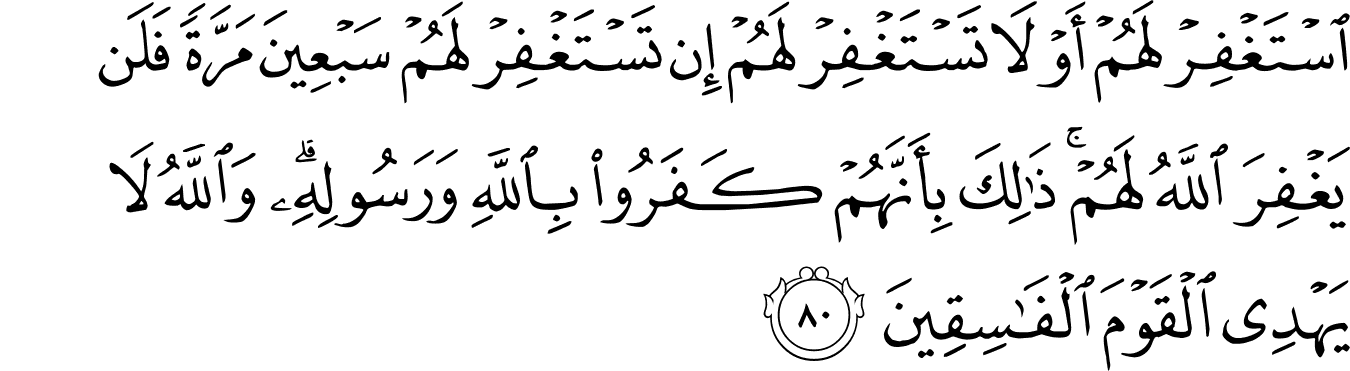 ٱسۡتَغۡفِرۡ لَهُمۡ أَوۡ لَا تَسۡتَغۡفِرۡ لَهُمۡ إِن تَسۡتَغۡفِرۡ لَهُمۡ سَبۡعِينَ مَرَّةٗ فَلَن
يَغۡفِرَ ٱللَّهُ لَهُمۡۚ ذَٰلِكَ بِأَنَّهُمۡ كَفَرُواْ بِٱللَّهِ وَرَسُولِهِۦۗ وَٱللَّهُ لَا
يَهۡدِي ٱلۡقَوۡمَ ٱلۡفَٰسِقِينَ ٨٠